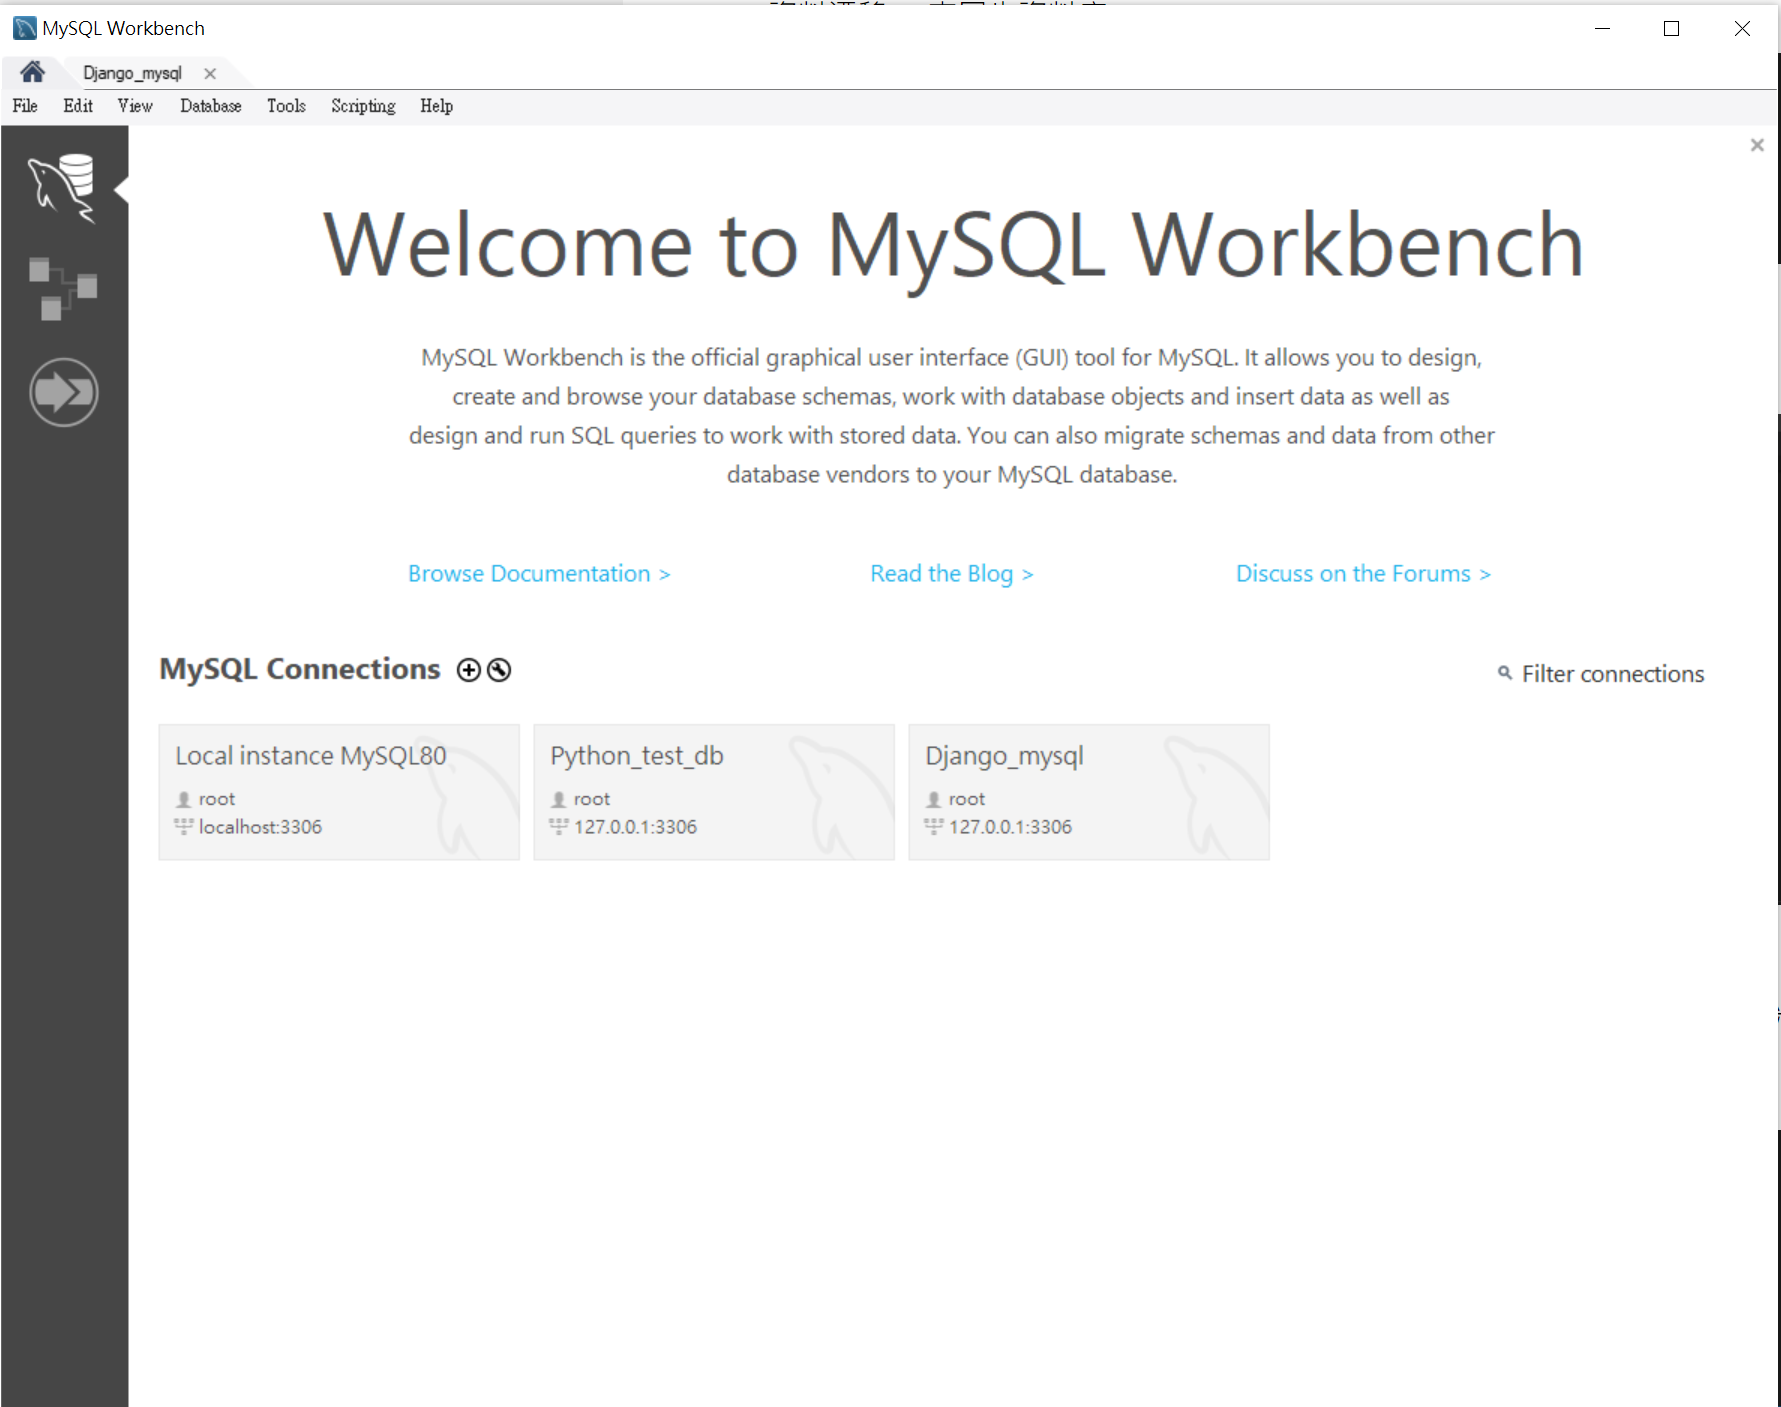 MySQL Workbench
Django_mysql
File Edit View Database Tools Scripting Help
Welcome to MySQL Workbench
MySQL Workbench is the official graphical user interface (GUI) tool for MySQL. It allows you to design,
create and browse your database schemas, work with database objects and insert data as well as
design and run SQL queries to work with stored data. You can also migrate schemas and data from other
database vendors to your MySQL database.
Browse Documentation > Read the Blog > Discuss on the Forums >
MySQL Connections
Filter connections
Local instance MySQL80
root
localhost:3306
Python_test_db
root
127.0.0.1:3306
Django_mysql
root
127.0.0.1:3306